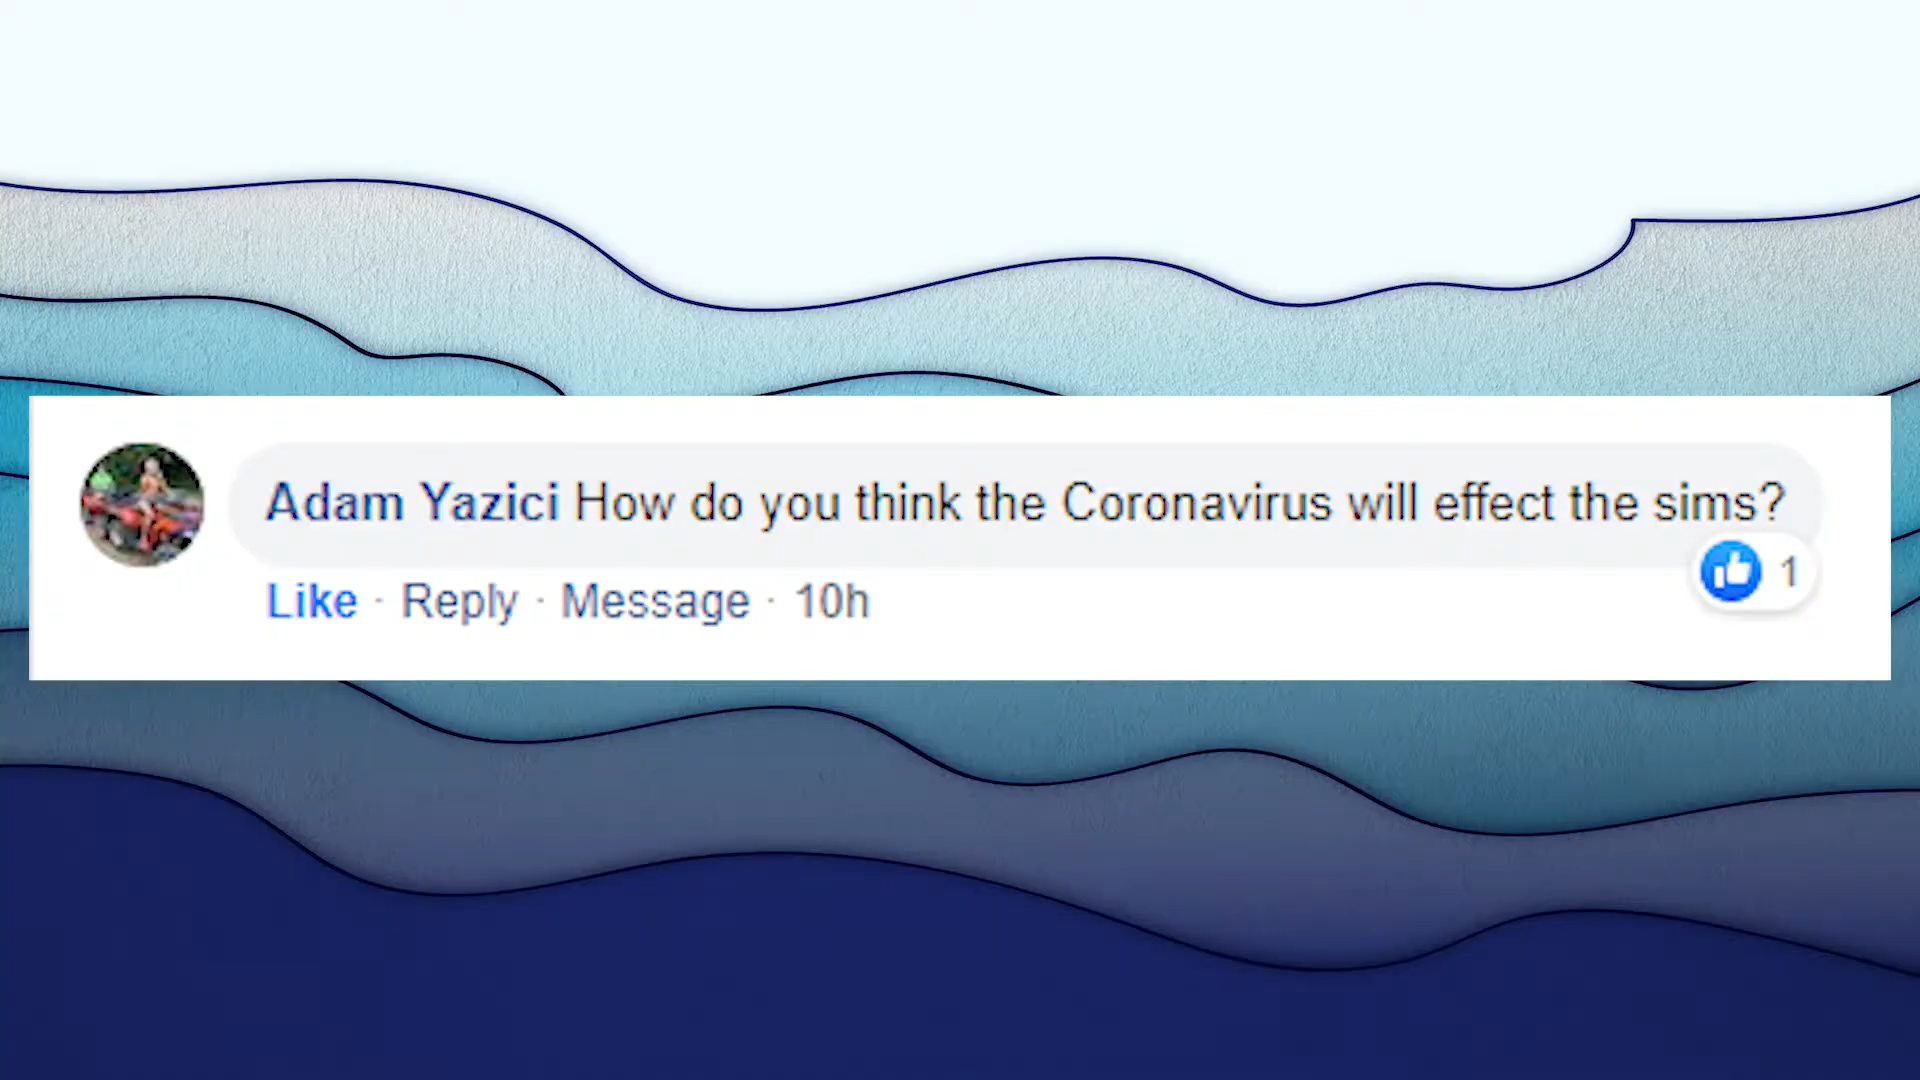 Adam Yazici How do you think the Coronavirus will effect the sims?
1
Like · Reply · Message · 10h